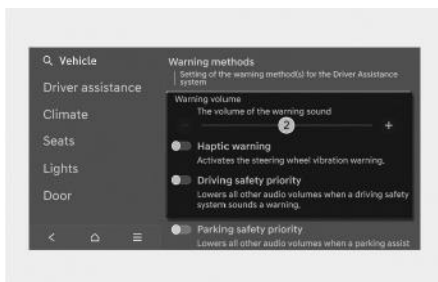 Vehicle
Driver assistance
Climate
Seats
Lights
Door
Warning methods
Setting of the warning method(s) for the Driver Assistance
system
Warning volume
The volume of the warning sound
2
+
Haptic warning
Activates the steering wheel vibration warning.
Driving safety priority
Lowers all other audio volumes when a driving safety
system sounds a warning.
Parking safety priority
Lowers all other audio volumes when a parking assist